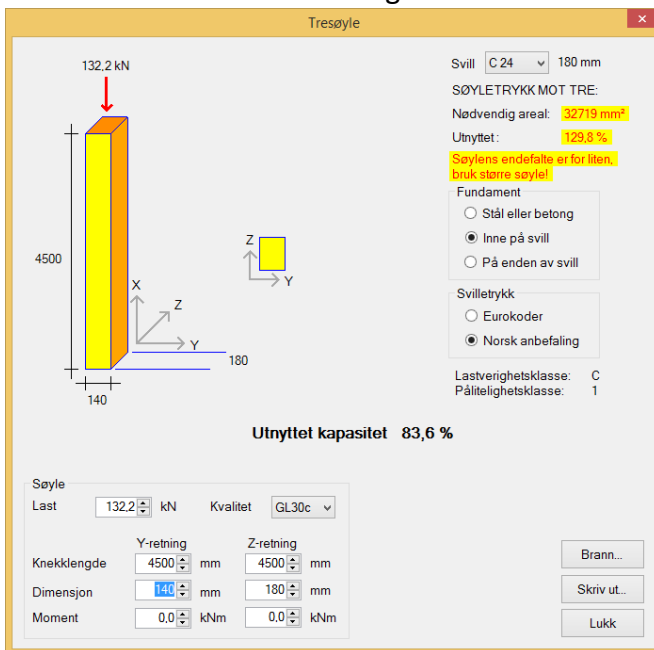 Tresøyle
×
132,2 kN
4500
140
180
X
Z
Y
Z
Y
Svill C 24 180 mm
SØYLETRYKK MOT TRE:
Nødvendig areal: 32719 mm²
Utnyttet: 129,8 %
Søylens endefalte er for liten,
bruk større søyle!
Fundament
Stål eller betong
Inne på svill
På enden av svill
Svilletrykk
Eurokoder
Norsk anbefaling
Lastverighetsklasse: C
Pålitelighetsklasse: 1
Utnyttet kapasitet 83,6 %
Søyle
Last 132,2 kN Kvalitet GL30c
Y-retning Z-retning
Knekklengde 4500 mm 4500 mm
Dimensjon 140 mm 180 mm
Moment 0,0 kNm 0,0 kNm
Brann...
Skriv ut...
Lukk